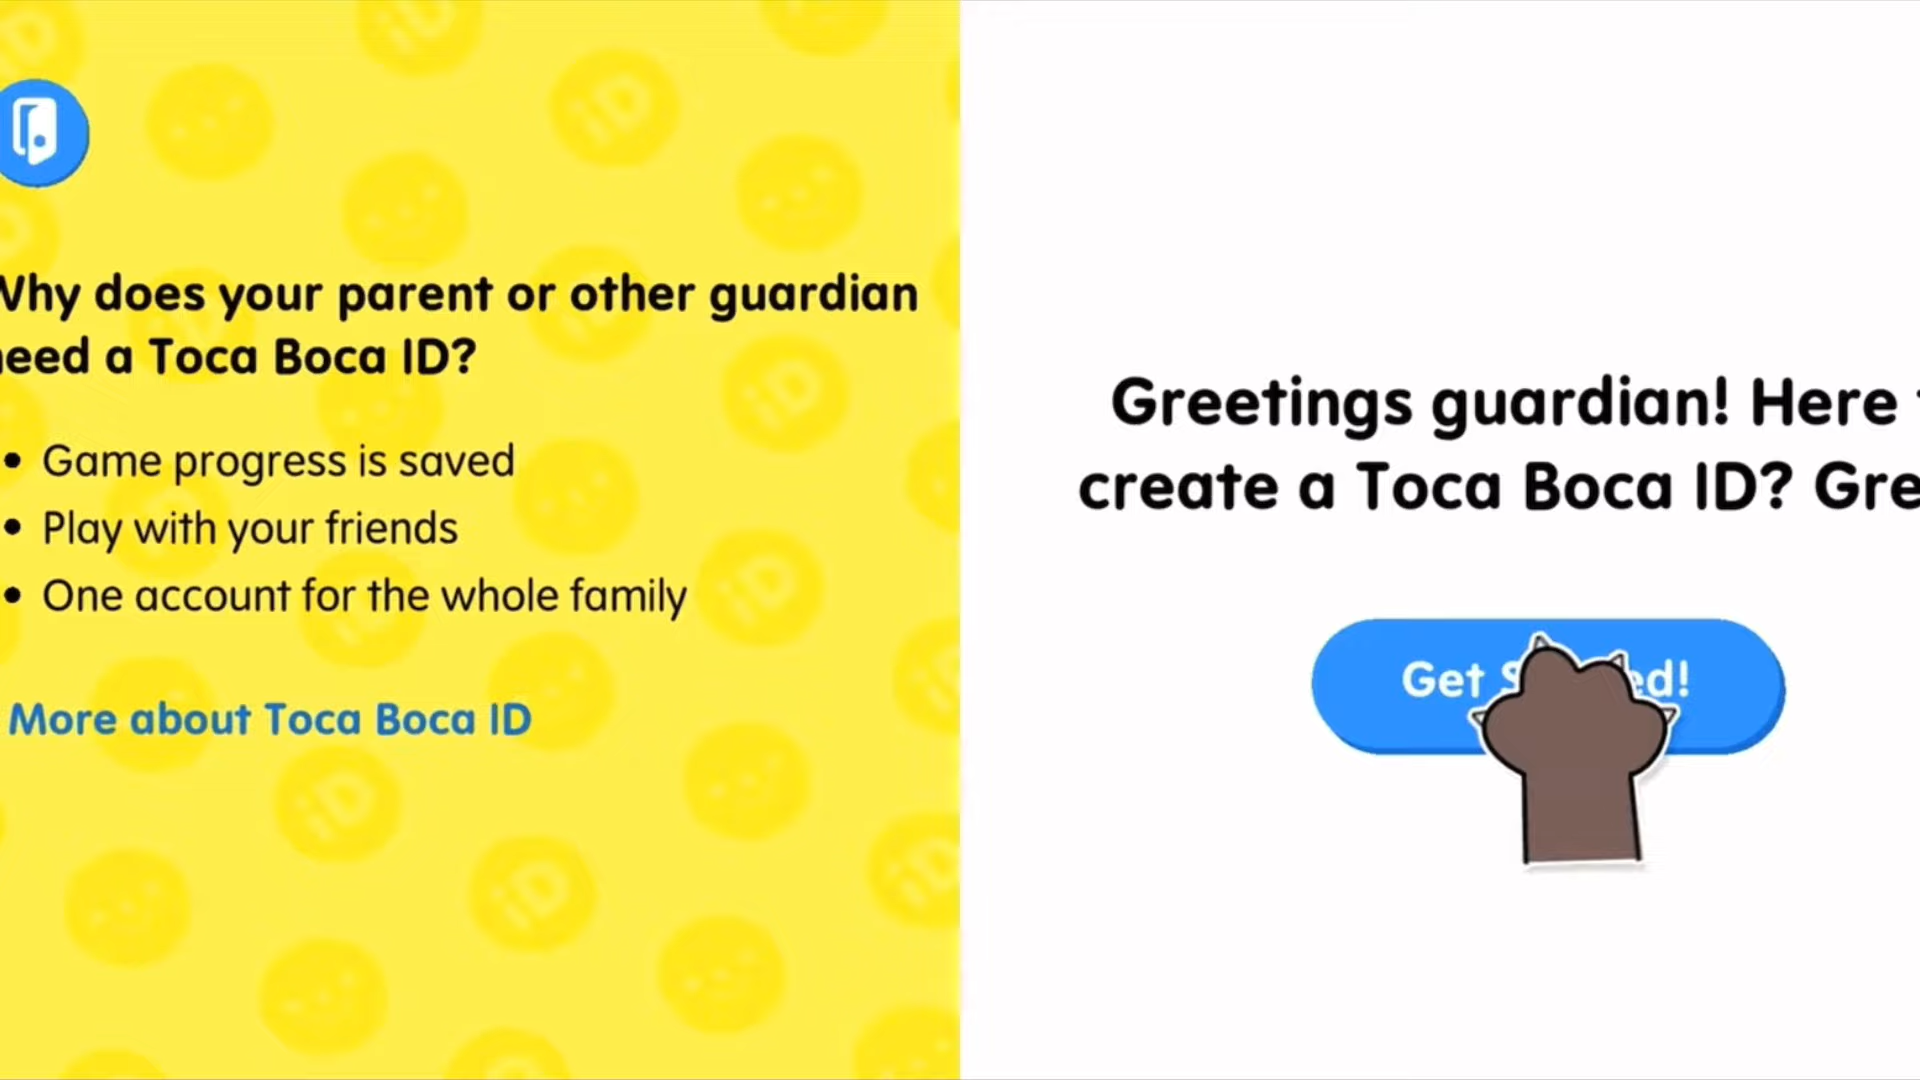 Why does your parent or other guardian
need a Toca Boca ID?
• Game progress is saved
• Play with your friends
• One account for the whole family
More about Toca Boca ID
Greetings guardian! Here
create a Toca Boca ID? Gre
Get